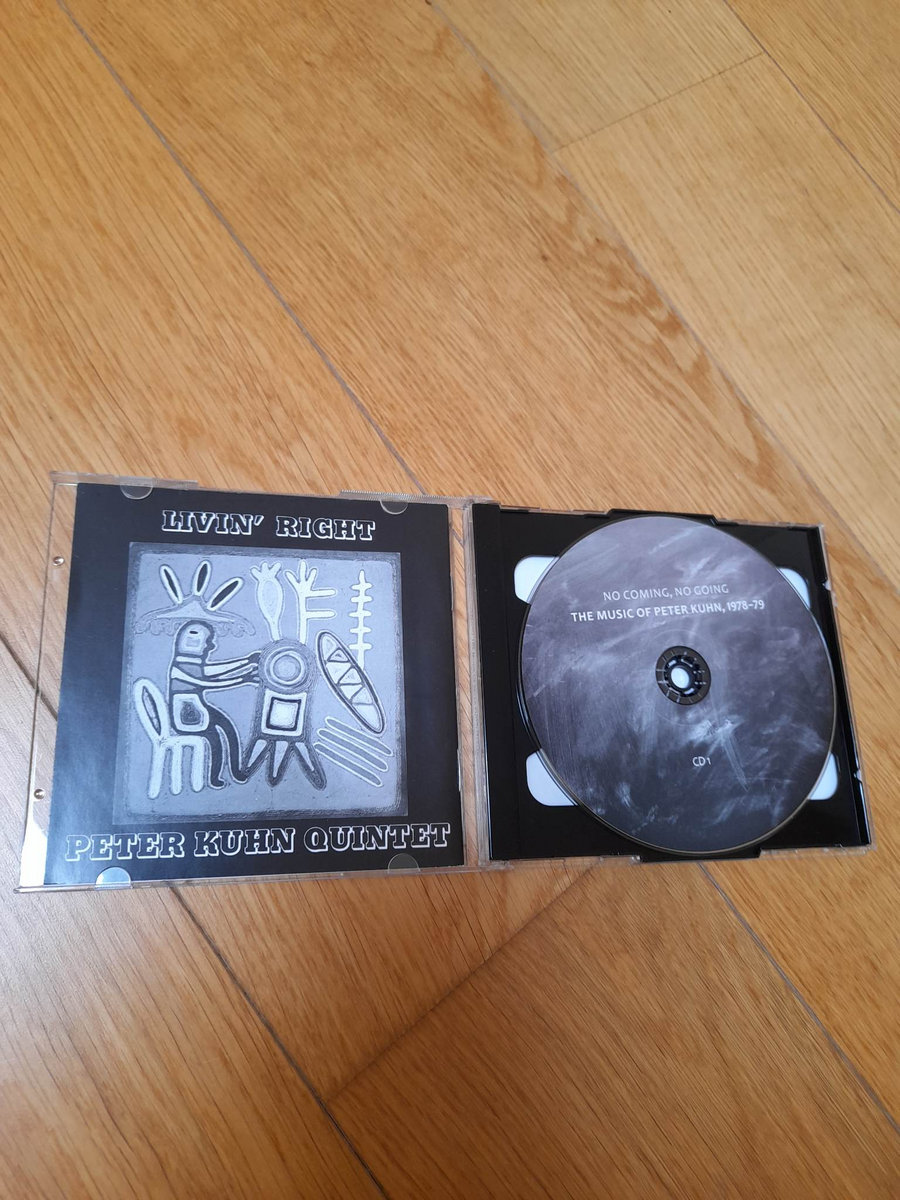 LIVIN' RIGHT
PETER KUHN QUINTET
NO COMING, NO GOING
THE MUSIC OF PETER KUHN, 1978–79
CD 1